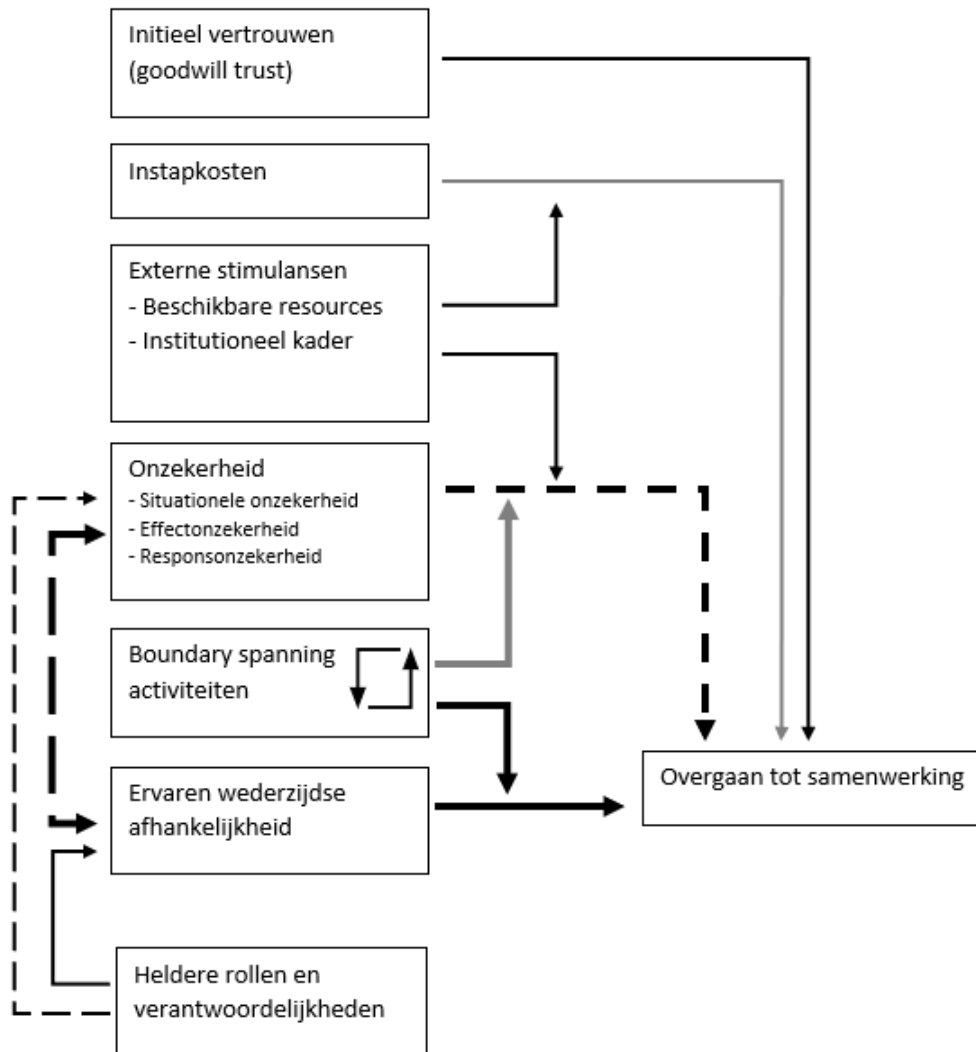 Initieel vertrouwen
(goodwill trust)
Instapkosten
Externe stimulansen
- Beschikbare resources
- Institutioneel kader
Onzekerheid
- Situationele onzekerheid
- Effectonzekerheid
- Responsonzekerheid
Boundary spanning
activiteiten
Ervaren wederzijdse
afhankelijkheid
Overgaan tot samenwerking
Heldere rollen en
verantwoordelijkheden